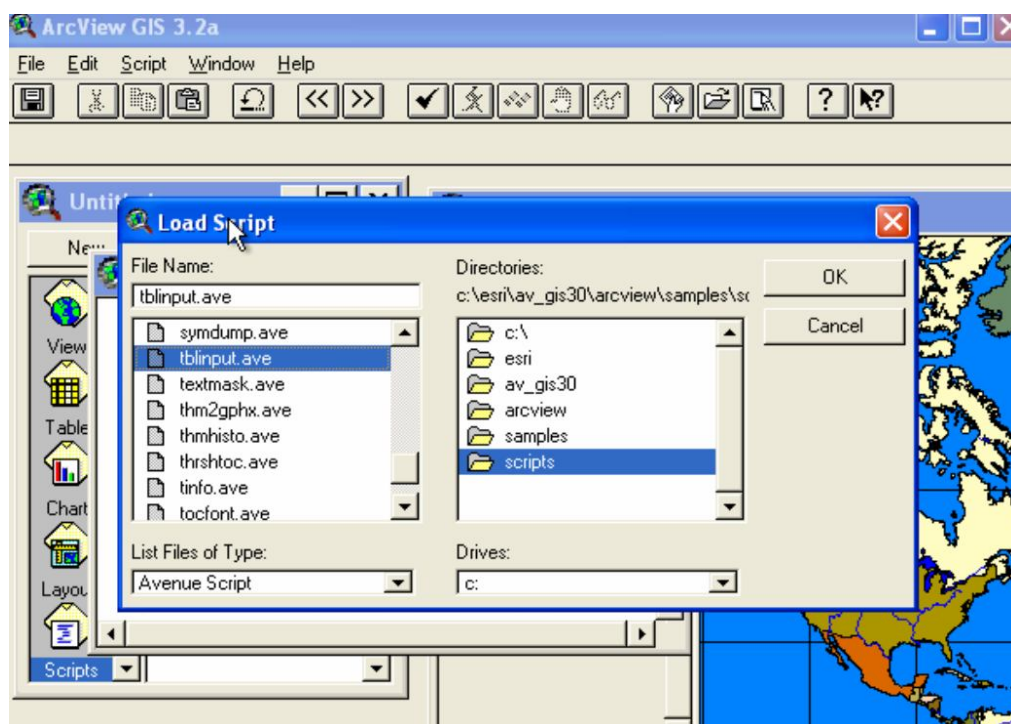 ArcView GIS 3.2a
File Edit Script Window Help
Load Script
File Name:
tblinput.ave
symdump.ave
tblinput.ave
textmask.ave
thm2gphx.ave
thmhisto.ave
thrshtoc.ave
tinfo.ave
tocfont.ave
List Files of Type:
Avenue Script
Directories:
c:\esri\av_gis30\arcview\samples\sc
c:\
esri
av_gis30
arcview
samples
scripts
Drives:
c:
OK
Cancel
View
Table
Chart
Layou
Scripts